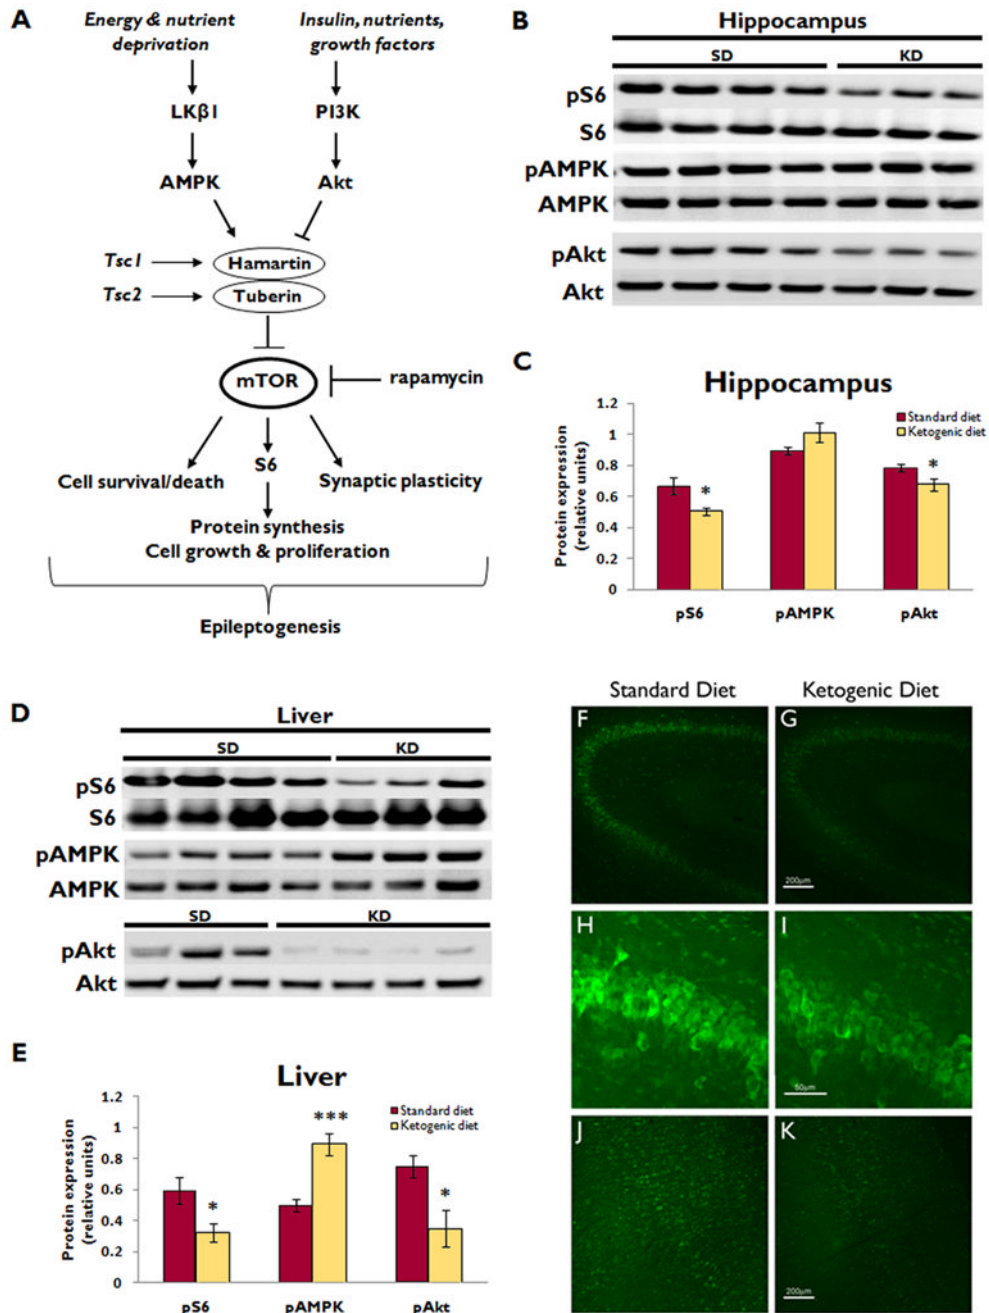 A
Energy & nutrient
deprivation
Insulin, nutrients,
growth factors
LKβ1
PI3K
AMPK
Akt
Tsc1
Hamartin
Tsc2
Tuberin
mTOR
rapamycin
S6
Cell survival/death
Synaptic plasticity
Protein synthesis
Cell growth & proliferation
Epileptogenesis
B
Hippocampus
SD KD
pS6
S6
pAMPK
AMPK
pAkt
Akt
C
Hippocampus
Protein expression
(relative units)
1.2
1
0.8
0.6
0.4
0.2
0
Standard diet
Ketogenic diet
*
*
pS6 pAMPK pAkt
D
Liver
SD KD
pS6
S6
pAMPK
AMPK
SD KD
pAkt
Akt
E
Liver
Protein expression
(relative units)
1.2
1
0.8
0.6
0.4
0.2
0
Standard diet
Ketogenic diet
*
***
*
pS6 pAMPK pAkt
Standard Diet Ketogenic Diet
F
G
200μm
H
I
50μm
J
K
200μm